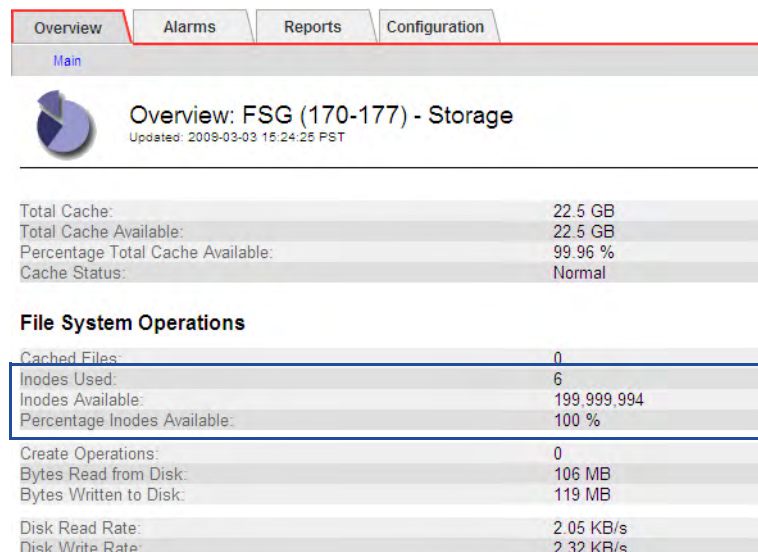 Overview Alarms Reports Configuration
Main
Overview: FSG (170-177) - Storage
Updated: 2009-03-03 15:24:25 PST
Total Cache: 22.5 GB
Total Cache Available: 22.5 GB
Percentage Total Cache Available: 99.96 %
Cache Status: Normal
File System Operations
Cached Files: 0
Inodes Used: 6
Inodes Available: 199,999,994
Percentage Inodes Available: 100 %
Create Operations: 0
Bytes Read from Disk: 106 MB
Bytes Written to Disk: 119 MB
Disk Read Rate: 2.05 KB/s
Disk Write Rate: 2.32 KB/s